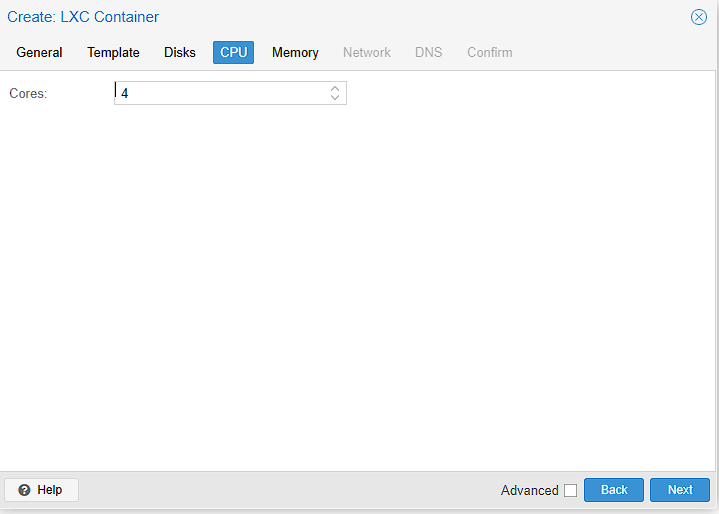 Create: LXC Container
General Template Disks CPU Memory Network DNS Confirm
Cores: 4
Help Advanced Back Next